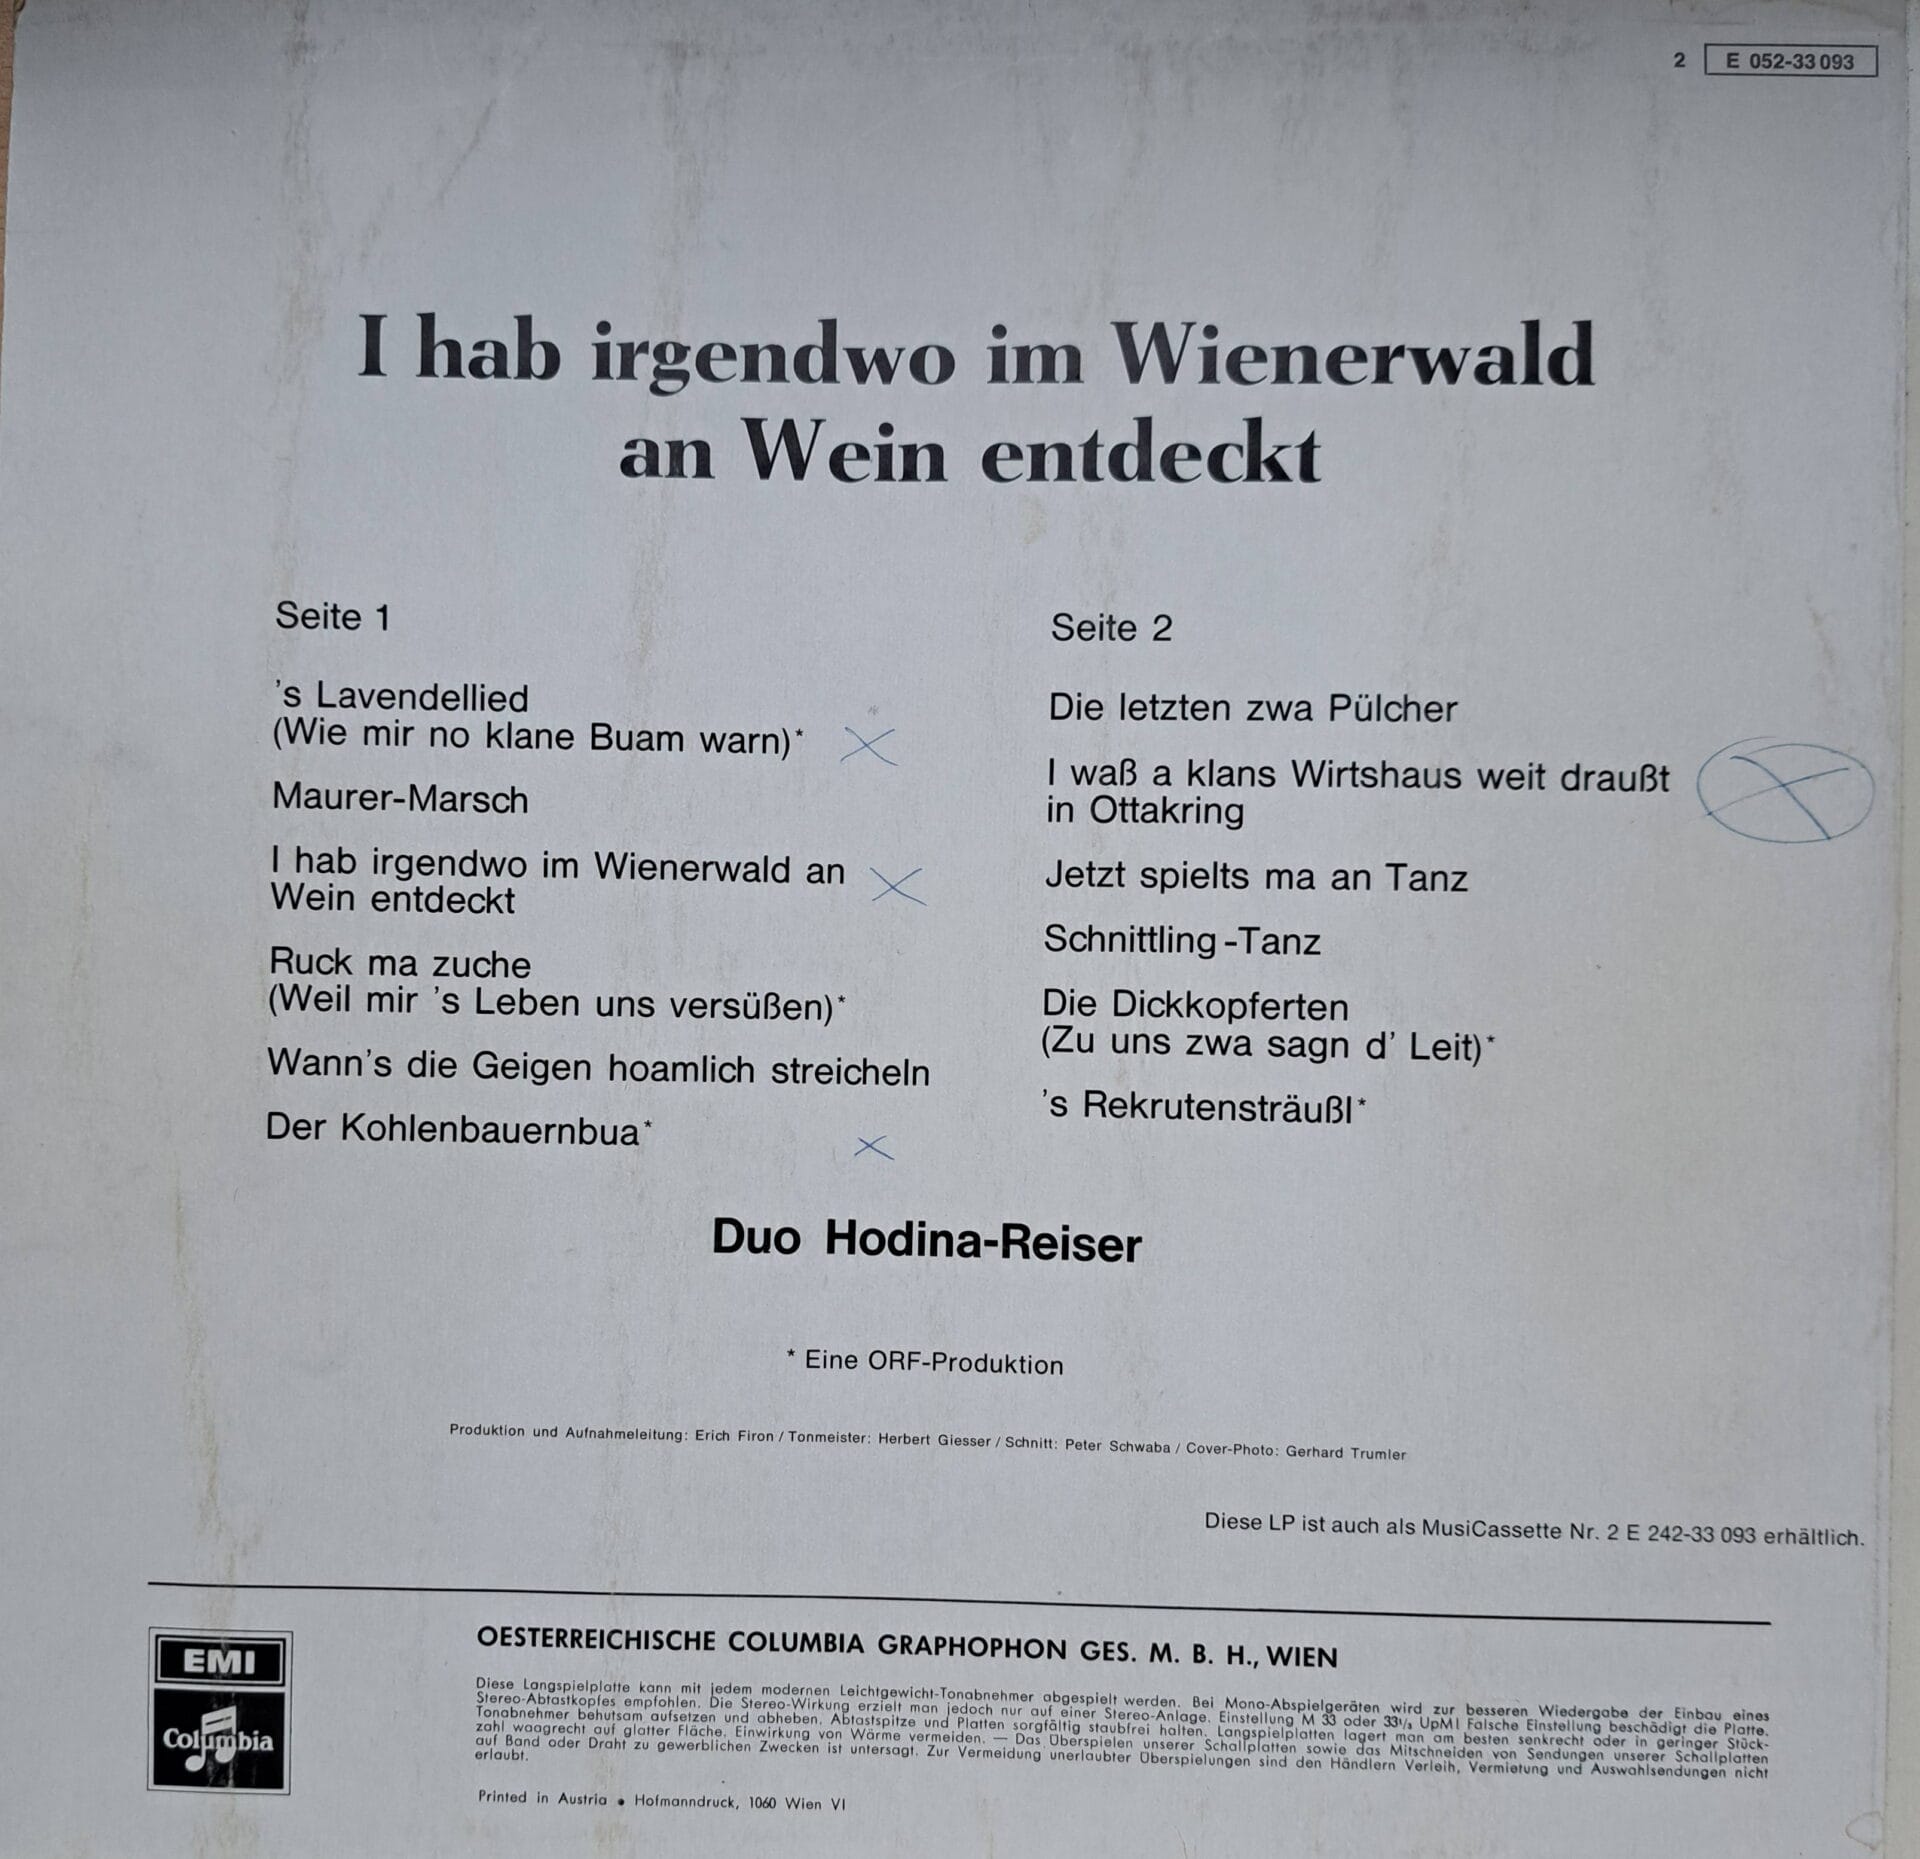 2 E 052-33 093
I hab irgendwo im Wienerwald
an Wein entdeckt
Seite 1
's Lavendellied
(Wie mir no klane Buam warn)*
Maurer-Marsch
I hab irgendwo im Wienerwald an
Wein entdeckt
Ruck ma zuche
(Weil mir 's Leben uns versüßen)*
Wann's die Geigen hoamlich streicheln
Der Kohlenbauernbua*
Seite 2
Die letzten zwa Pülcher
I waß a klans Wirtshaus weit draußt
in Ottakring
Jetzt spielts ma an Tanz
Schnittling-Tanz
Die Dickkopferten
(Zu uns zwa sagn d' Leit)*
's Rekrutensträußl*
Duo Hodina-Reiser
* Eine ORF-Produktion
Produktion und Aufnahmeleitung: Erich Firon / Tonmeister: Herbert Giesser / Schnitt: Peter Schwaba / Cover-Photo: Gerhard Trumler
Diese LP ist auch als MusiCassette Nr. 2 E 242-33 093 erhältlich.
EMI
Columbia
OESTERREICHISCHE COLUMBIA GRAPHOPHON GES. M. B. H., WIEN
Diese Langspielplatte kann mit jedem modernen Leichtgewicht-Tonabnehmer abgespielt werden. Bei Mono-Abspielgeräten wird zur besseren Wiedergabe der Einbau eines
Stereo-Abtastkopfes empfohlen. Die Stereo-Wirkung erzielt man jedoch nur auf einer Stereo-Anlage. Einstellung M 33 oder 33⅓ UpM! Falsche Einstellung beschädigt die Platte.
Tonabnehmer behutsam aufsetzen und abheben. Abtastspitze und Platten sorgfältig staubfrei halten. Langspielplatten lagert man am besten senkrecht oder in geringer Stück-
zahl waagrecht auf glatter Fläche. Einwirkung von Wärme vermeiden. — Das Überspielen unserer Schallplatten sowie das Mitschneiden von Sendungen unserer Schallplatten
auf Band oder Draht zu gewerblichen Zwecken ist untersagt. Zur Vermeidung unerlaubter Überspielungen sind den Händlern Verleih, Vermietung und Auswahlsendungen nicht
erlaubt.
Printed in Austria • Hofmanndruck, 1060 Wien VI